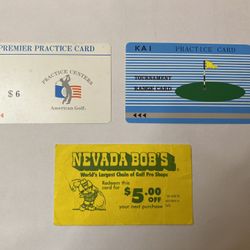 PREMIER PRACTICE CARD
PRACTICE CENTERS
$6
American Golf
KAI PRACTICE CARD
TOURNAMENT
RANGE CARD
NEVADA BOB'S
World's Largest Chain of Golf Pro Shops
Redeem this
card for
$5.00
OFF
your next purchase